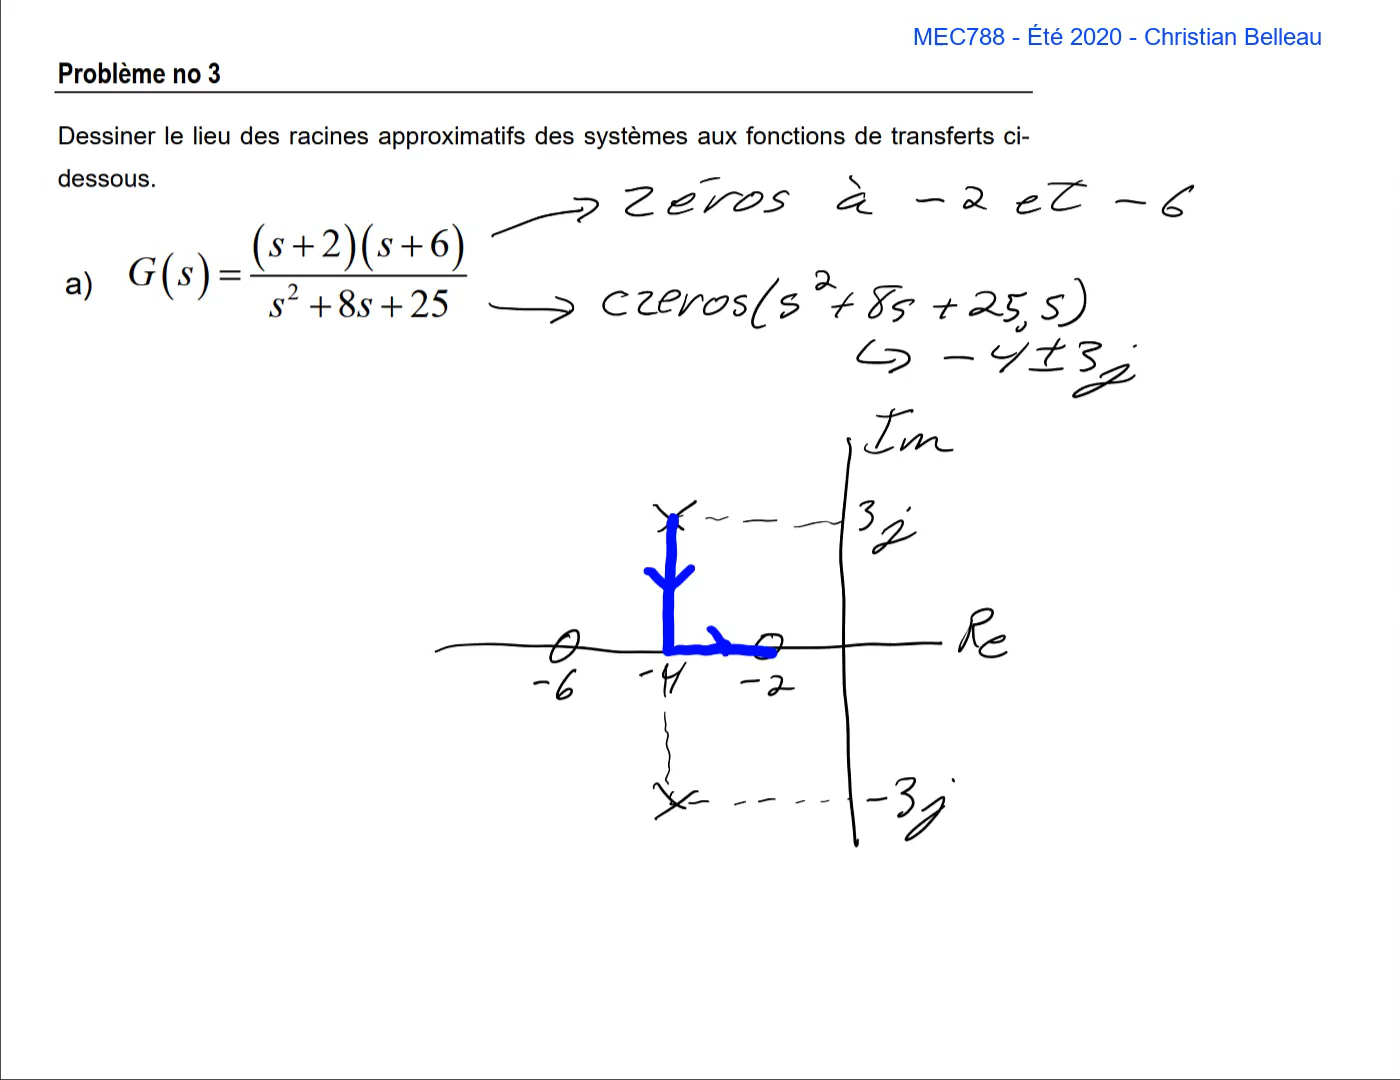 MEC788 - Été 2020 - Christian Belleau
Problème no 3
Dessiner le lieu des racines approximatifs des systèmes aux fonctions de transferts ci-
dessous.
→ zéros à -2 et -6
a) G(s) = (s+2)(s+6) / s² + 8s + 25
→ czeros(s² + 8s + 25, s)
↪ -4 ± 3j
Im
3j
Re
-6 -4 -2
-3j